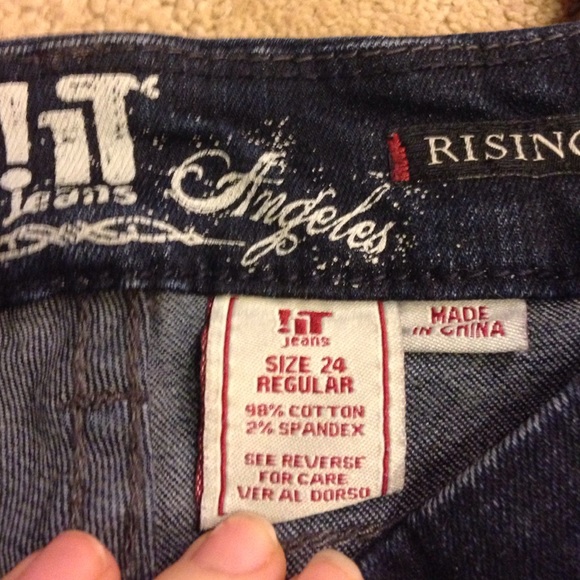 !iT
jeans
Angeles
RISING
!iT
jeans
SIZE 24
REGULAR
98% COTTON
2% SPANDEX
SEE REVERSE
FOR CARE
VER AL DORSO
MADE
IN CHINA